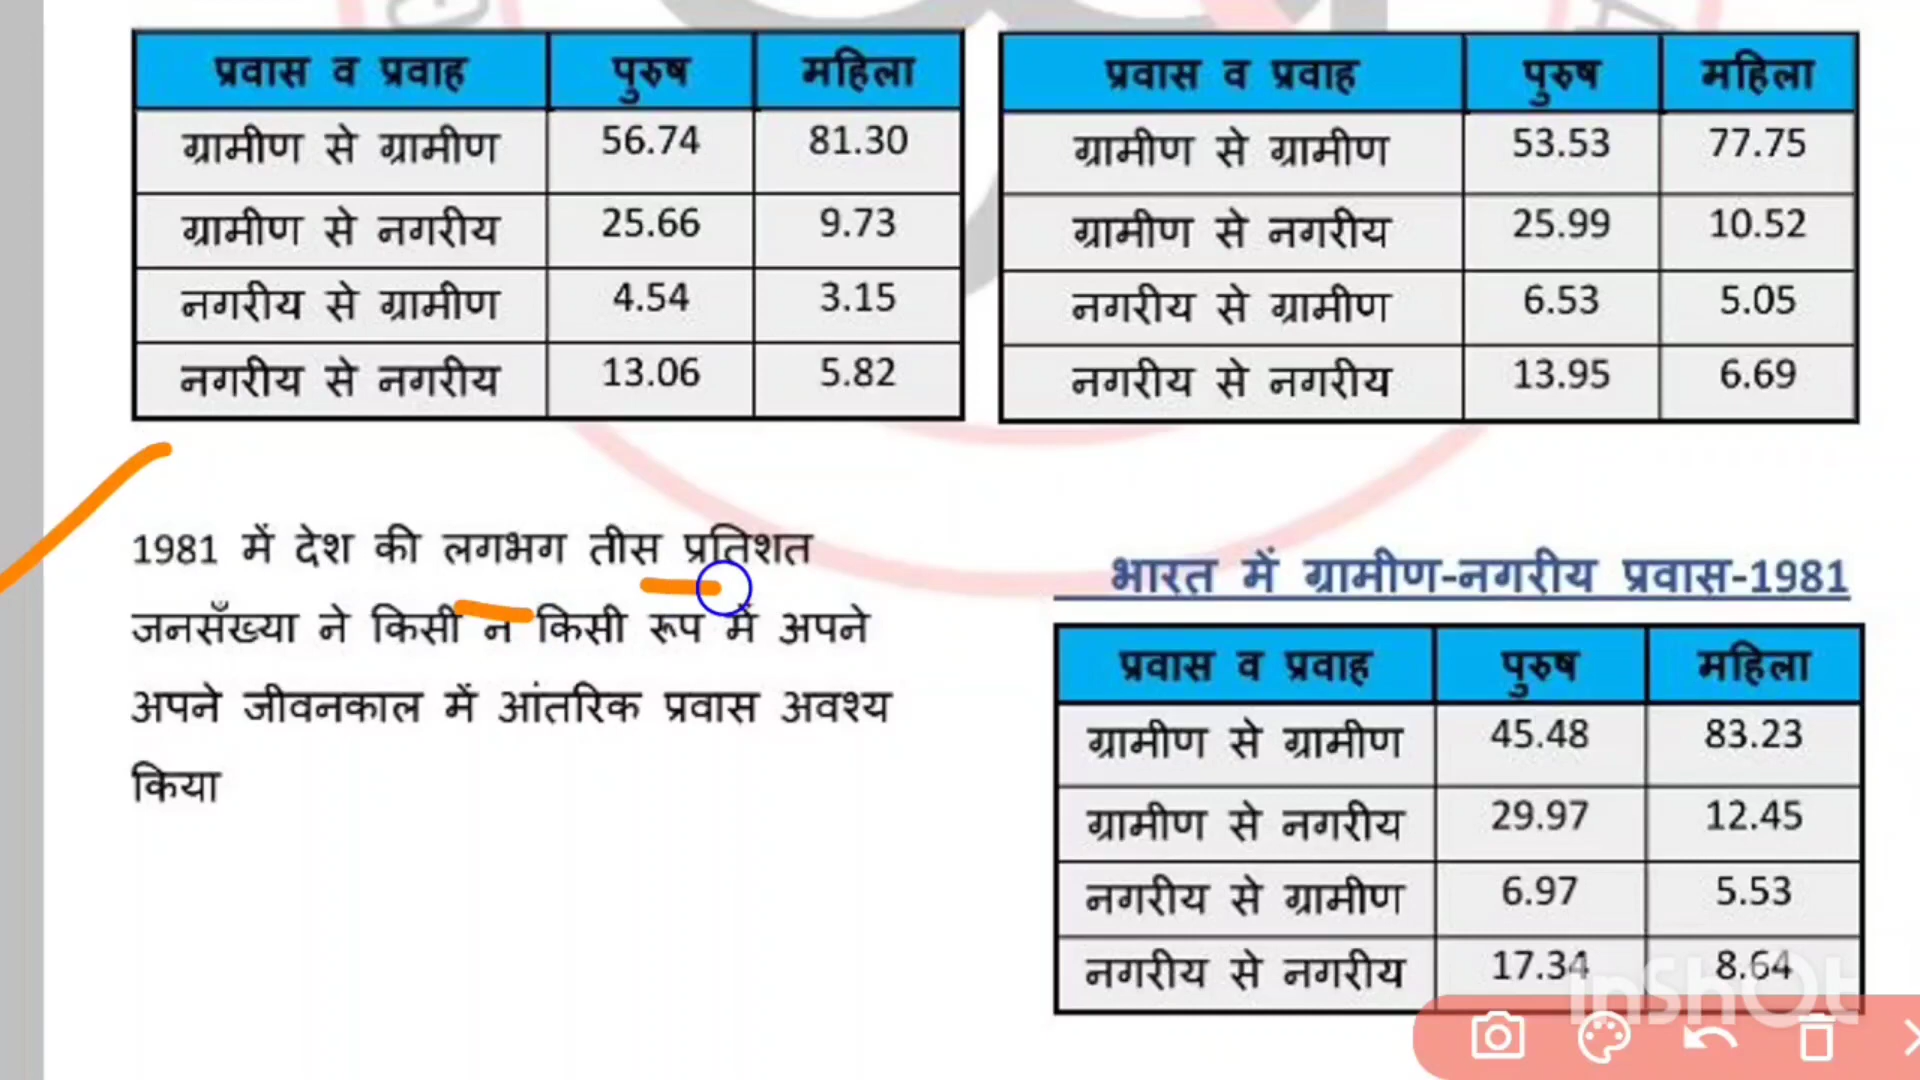 प्रवास व प्रवाह पुरुष महिला
ग्रामीण से ग्रामीण 56.74 81.30
ग्रामीण से नगरीय 25.66 9.73
नगरीय से ग्रामीण 4.54 3.15
नगरीय से नगरीय 13.06 5.82
प्रवास व प्रवाह पुरुष महिला
ग्रामीण से ग्रामीण 53.53 77.75
ग्रामीण से नगरीय 25.99 10.52
नगरीय से ग्रामीण 6.53 5.05
नगरीय से नगरीय 13.95 6.69
1981 में देश की लगभग तीस प्रतिशत
जनसँख्या ने किसी न किसी रूप में अपने
अपने जीवनकाल में आंतरिक प्रवास अवश्य
किया
भारत में ग्रामीण-नगरीय प्रवास-1981
प्रवास व प्रवाह पुरुष महिला
ग्रामीण से ग्रामीण 45.48 83.23
ग्रामीण से नगरीय 29.97 12.45
नगरीय से ग्रामीण 6.97 5.53
नगरीय से नगरीय 17.34 8.64
InShOt